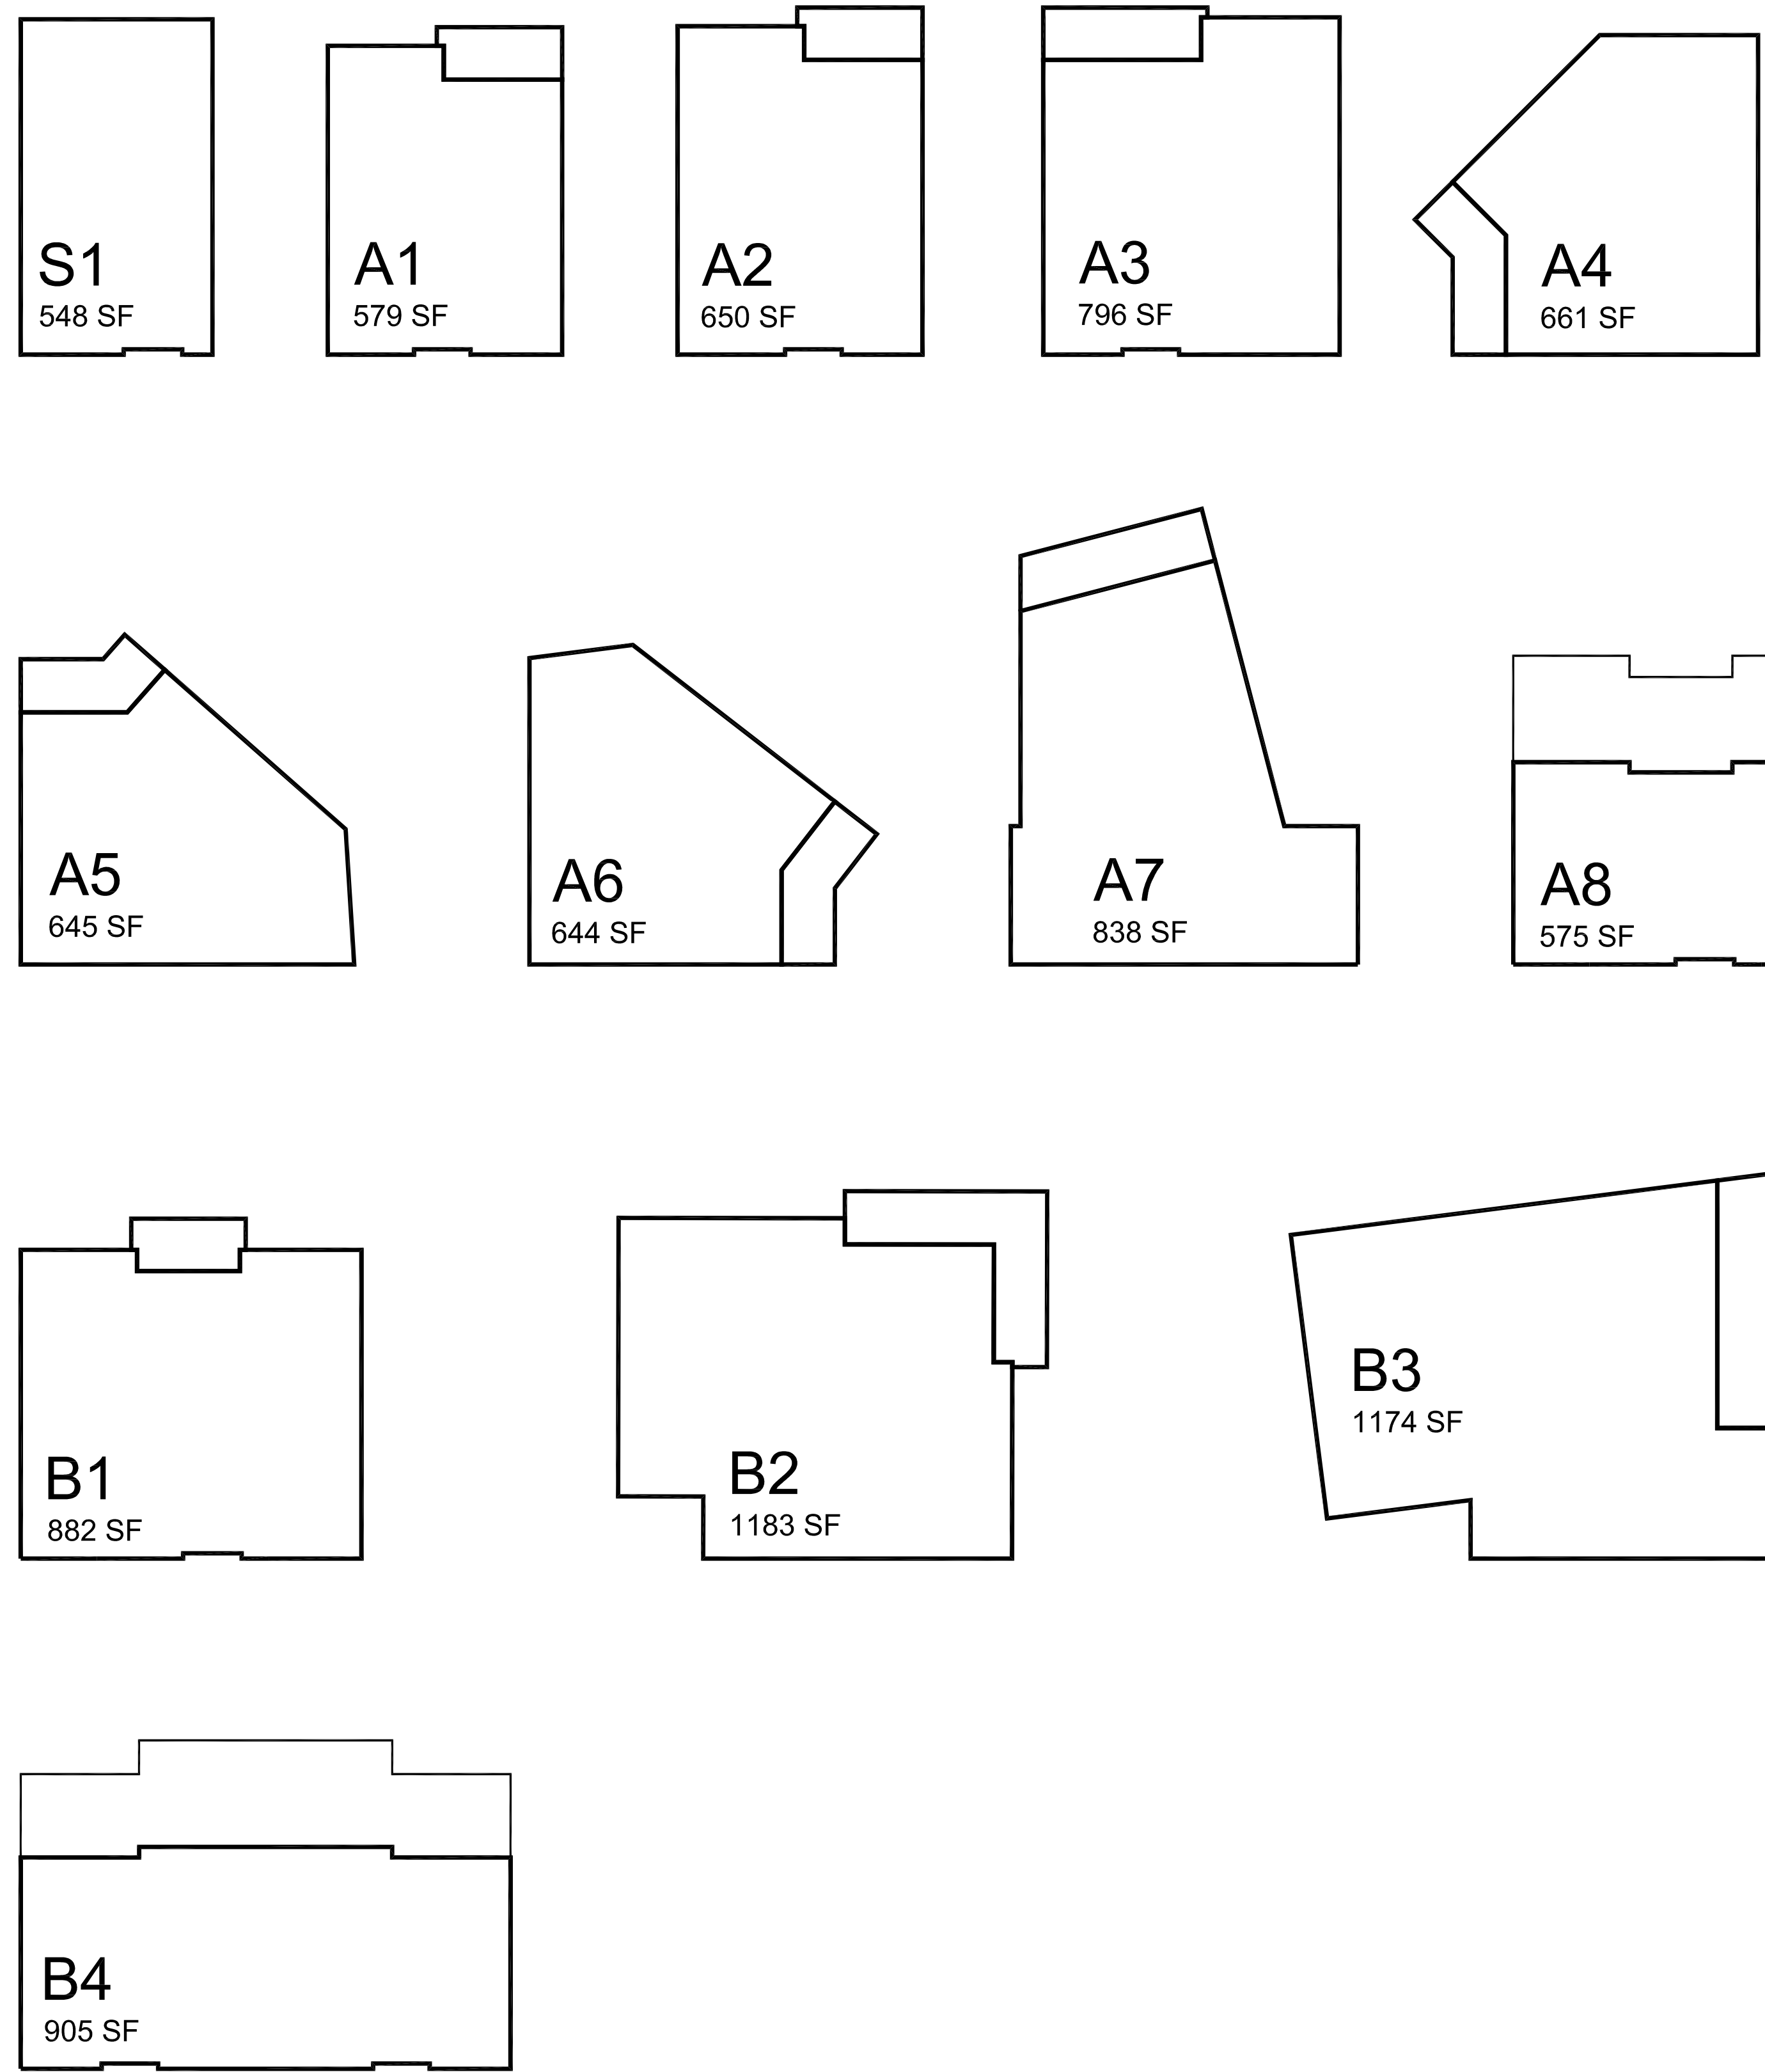 S1
548 SF
A1
579 SF
A2
650 SF
A3
796 SF
A4
661 SF
A5
645 SF
A6
644 SF
A7
838 SF
A8
575 SF
B1
882 SF
B2
1183 SF
B3
1174 SF
B4
905 SF